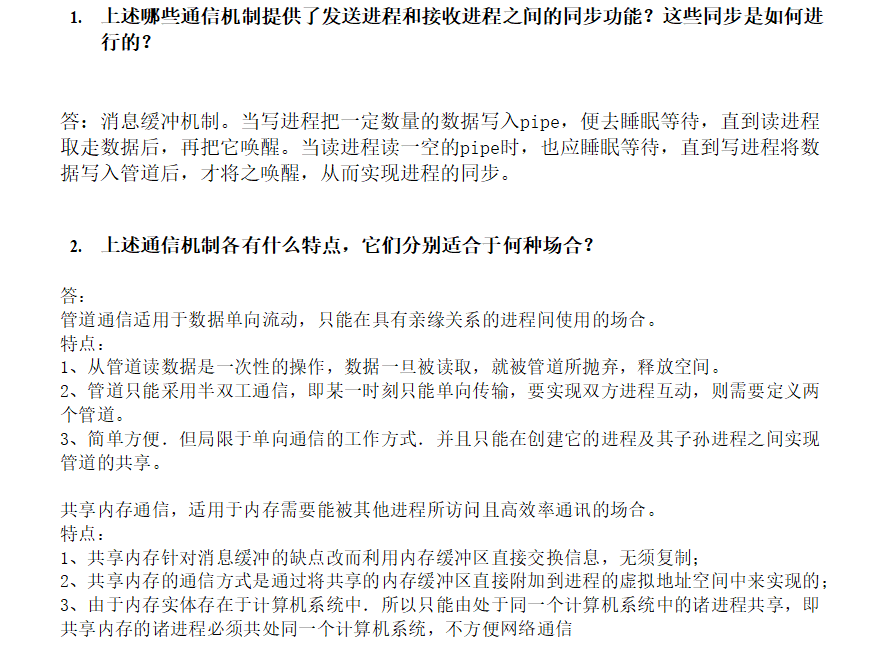 1. 上述哪些通信机制提供了发送进程和接收进程之间的同步功能？这些同步是如何进
行的？
答：消息缓冲机制。当写进程把一定数量的数据写入pipe，便去睡眠等待，直到读进程
取走数据后，再把它唤醒。当读进程读一空的pipe时，也应睡眠等待，直到写进程将数
据写入管道后，才将之唤醒，从而实现进程的同步。
2. 上述通信机制各有什么特点，它们分别适合于何种场合？
答：
管道通信适用于数据单向流动，只能在具有亲缘关系的进程间使用的场合。
特点：
1、从管道读数据是一次性的操作，数据一旦被读取，就被管道所抛弃，释放空间。
2、管道只能采用半双工通信，即某一时刻只能单向传输，要实现双方进程互动，则需要定义两
个管道。
3、简单方便．但局限于单向通信的工作方式．并且只能在创建它的进程及其子孙进程之间实现
管道的共享。
共享内存通信，适用于内存需要能被其他进程所访问且高效率通讯的场合。
特点：
1、共享内存针对消息缓冲的缺点改而利用内存缓冲区直接交换信息，无须复制；
2、共享内存的通信方式是通过将共享的内存缓冲区直接附加到进程的虚拟地址空间中来实现的；
3、由于内存实体存在于计算机系统中．所以只能由处于同一个计算机系统中的诸进程共享，即
共享内存的诸进程必须共处同一个计算机系统，不方便网络通信